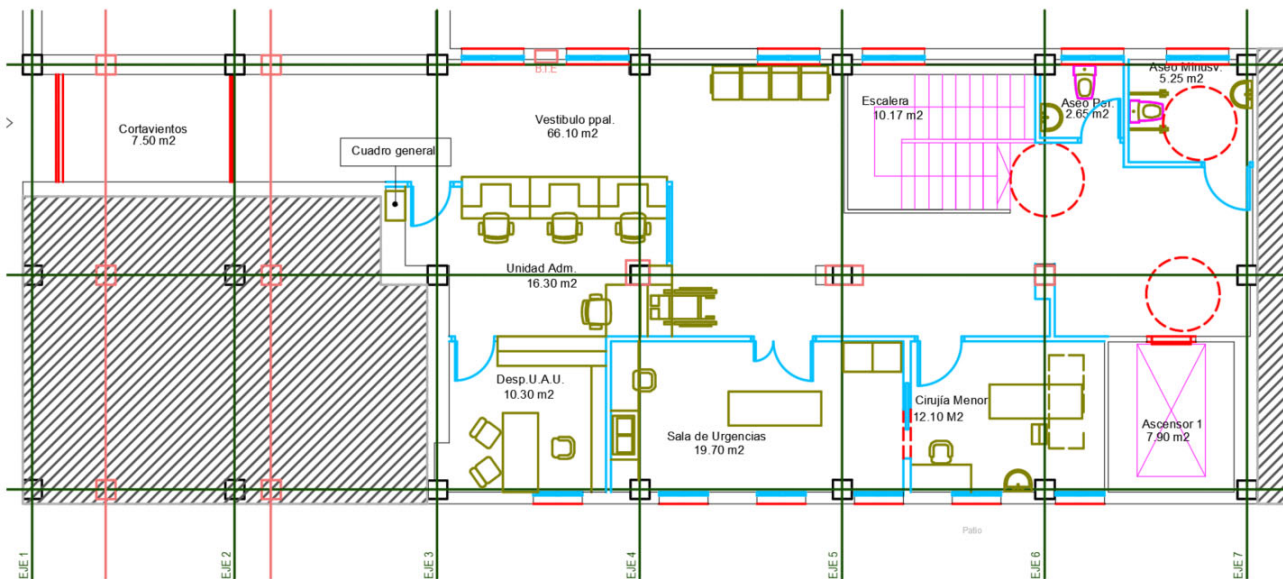 B.I.E
Aseo Minusv.
5.25 m2
Escalera
10.17 m2
Aseo Per.
2.65 m2
Vestibulo ppal.
66.10 m2
Cortavientos
7.50 m2
Cuadro general
Unidad Adm.
16.30 m2
Desp.U.A.U.
10.30 m2
Sala de Urgencias
19.70 m2
Cirujía Menor
12.10 M2
Ascensor 1
7.90 m2
Patio
EJE 1
EJE 2
EJE 3
EJE 4
EJE 5
EJE 6
EJE 7